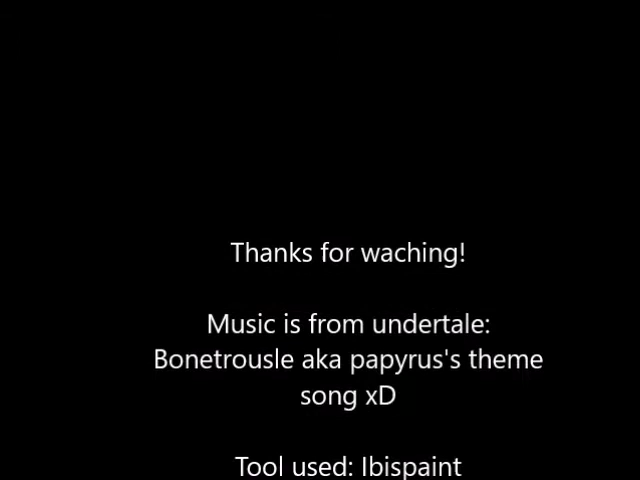 Thanks for waching!
Music is from undertale:
Bonetrousle aka papyrus's theme
song xD
Tool used: Ibispaint